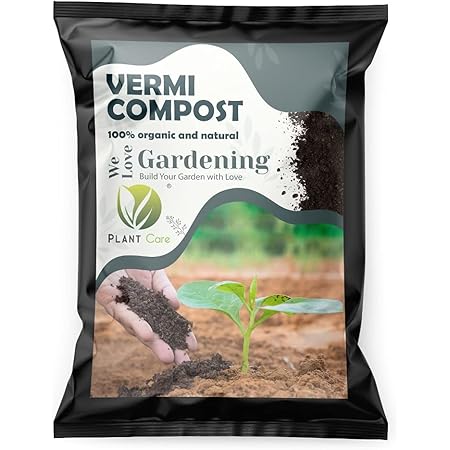 VERMI
COMPOST
100% organic and natural
We Love
Gardening
Build Your Garden with Love
®
PLANT Care